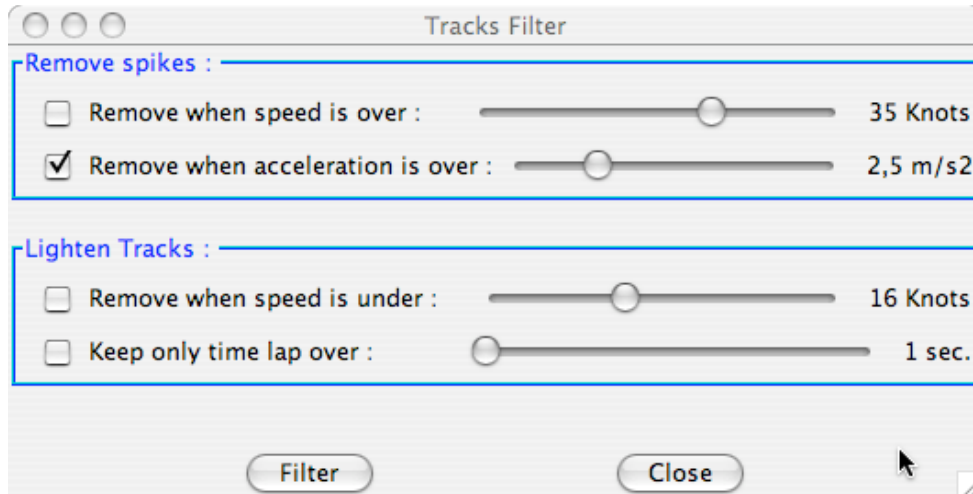 Tracks Filter
Remove spikes :
Remove when speed is over : 35 Knots
Remove when acceleration is over : 2,5 m/s2
Lighten Tracks :
Remove when speed is under : 16 Knots
Keep only time lap over : 1 sec.
Filter Close